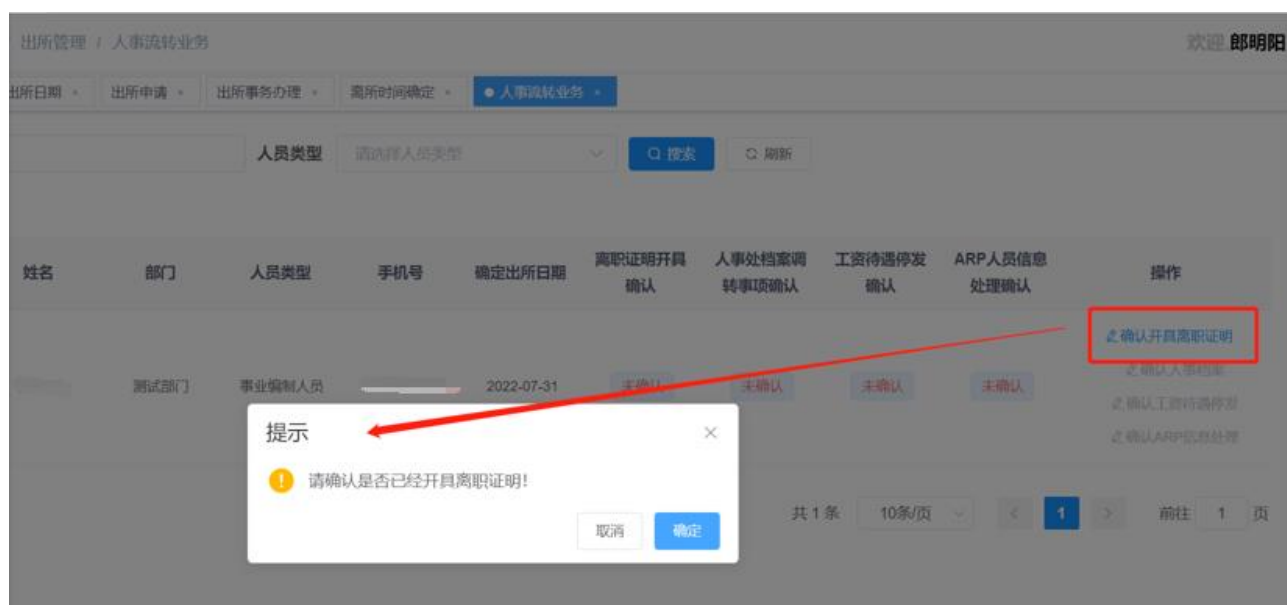 出所管理 / 人事流转业务
欢迎,郎明阳
出所日期 × 出所申请 × 出所事务办理 × 离所时间确定 × 人事流转业务 ×
人员类型 请选择人员类型 搜索 刷新
姓名 部门 人员类型 手机号 确定出所日期 离职证明开具 人事处档案调 工资待遇停发 ARP人员信息 操作
确认 转事项确认 确认 处理确认
确认开具离职证明
测试部门 事业编制人员 2022-07-31 未确认 未确认 未确认 未确认
确认人事档案
确认工资待遇停发
确认ARP信息处理
提示
请确认是否已经开具离职证明!
取消 确定
共 1 条 10条/页 < 1 > 前往 1 页